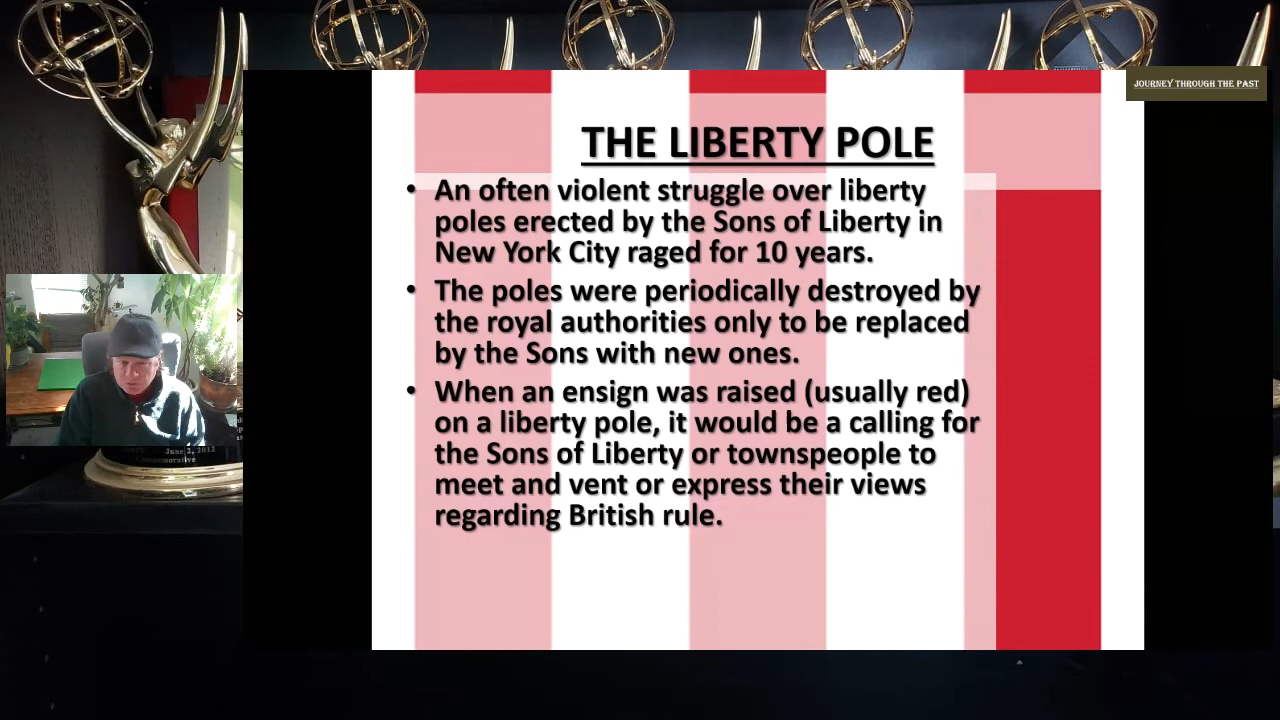 JOURNEY THROUGH THE PAST
THE LIBERTY POLE
• An often violent struggle over liberty
poles erected by the Sons of Liberty in
New York City raged for 10 years.
• The poles were periodically destroyed by
the royal authorities only to be replaced
by the Sons with new ones.
• When an ensign was raised (usually red)
on a liberty pole, it would be a calling for
the Sons of Liberty or townspeople to
meet and vent or express their views
regarding British rule.
June 2, 2012
Commemorative